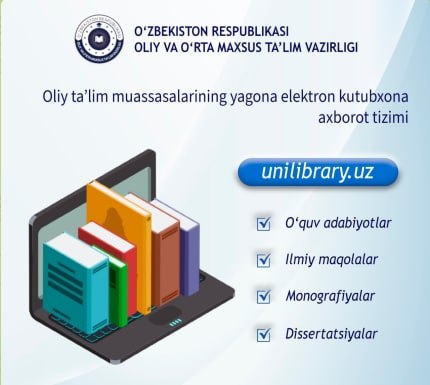 O‘ZBEKISTON RESPUBLIKASI
OLIY VA O‘RTA MAXSUS TA’LIM VAZIRLIGI
Oliy ta’lim muassasalarining yagona elektron kutubxona
axborot tizimi
unilibrary.uz
O‘quv adabiyotlar
Ilmiy maqolalar
Monografiyalar
Dissertatsiyalar